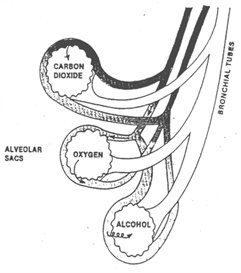 CARBON
DIOXIDE
BRONCHIAL TUBES
ALVEOLAR
SACS
OXYGEN
ALCOHOL